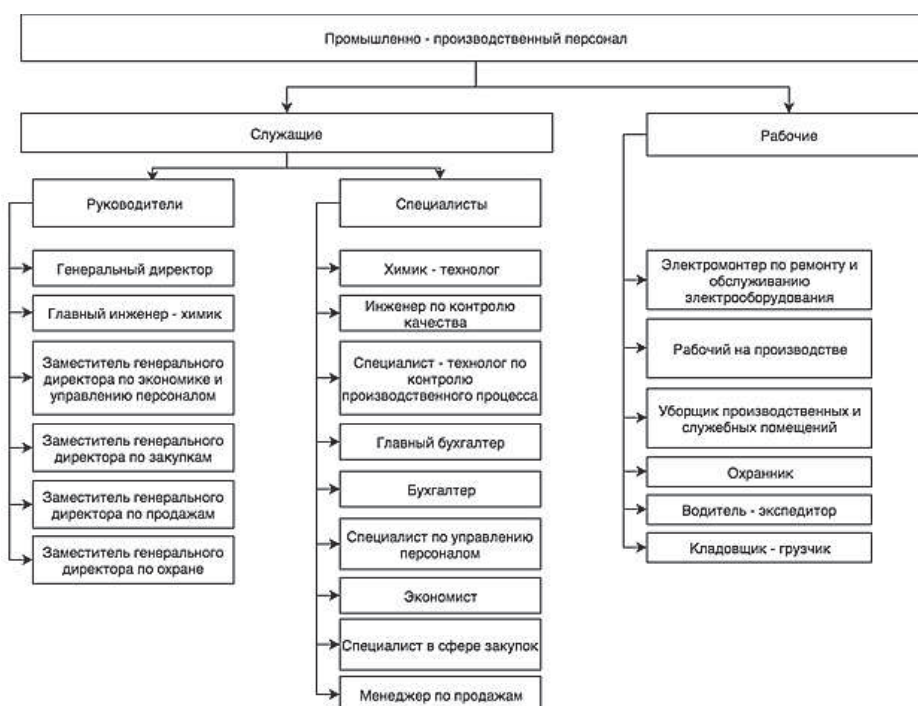 Промышленно - производственный персонал
Служащие
Рабочие
Руководители
Специалисты
Генеральный директор
Главный инженер - химик
Заместитель генерального
директора по экономике и
управлению персоналом
Заместитель генерального
директора по закупкам
Заместитель генерального
директора по продажам
Заместитель генерального
директора по охране
Химик - технолог
Инженер по контролю
качества
Специалист - технолог по
контролю
производственного процесса
Главный бухгалтер
Бухгалтер
Специалист по управлению
персоналом
Экономист
Специалист в сфере закупок
Менеджер по продажам
Электромонтер по ремонту и
обслуживанию
электрооборудования
Рабочий на производстве
Уборщик производственных и
служебных помещений
Охранник
Водитель - экспедитор
Кладовщик - грузчик